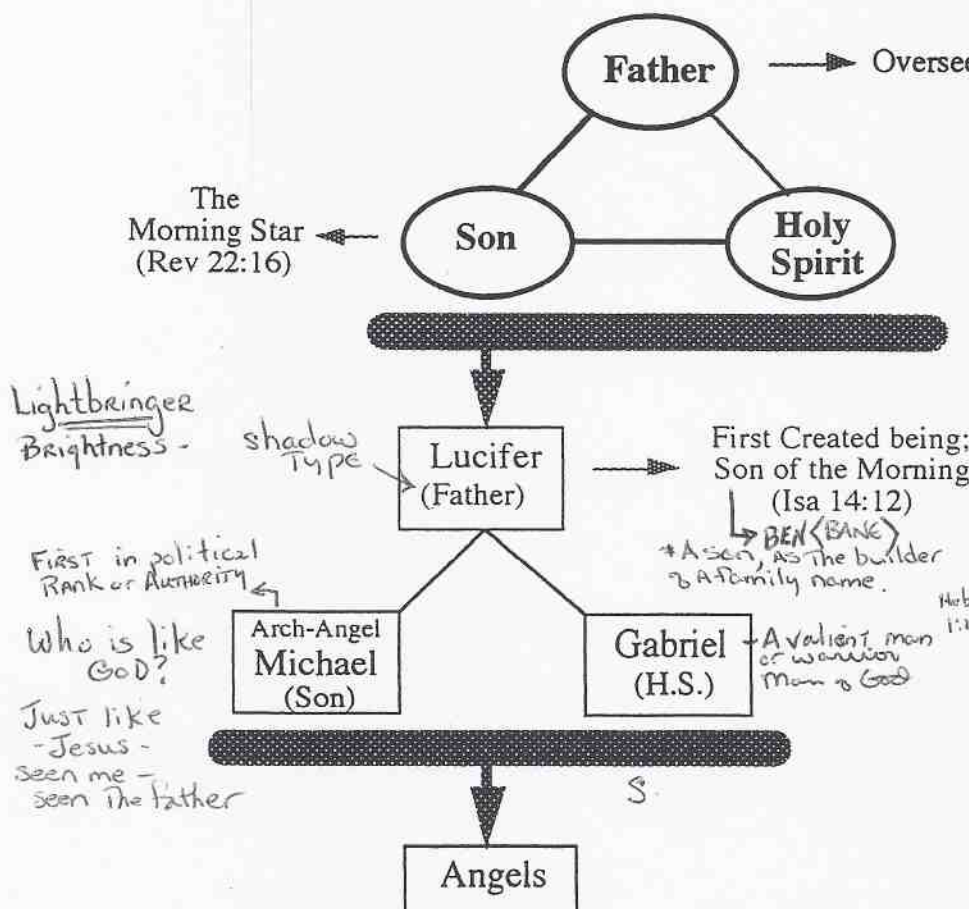 Father
Oversee
The
Morning Star
(Rev 22:16)
Son
Holy
Spirit
Lightbringer
Brightness -
shadow
Type
Lucifer
(Father)
First Created being;
Son of the Morning
(Isa 14:12)
BEN <BANE>
*A son, AS The builder
of A family name.
FIRST in political
RANK or AUTHORITY
Who is like
GOD?
Arch-Angel
Michael
(Son)
Gabriel
(H.S.)
A valient man
or warrior
Man of God
Just like
- Jesus -
seen me -
seen The father
S.
Angels